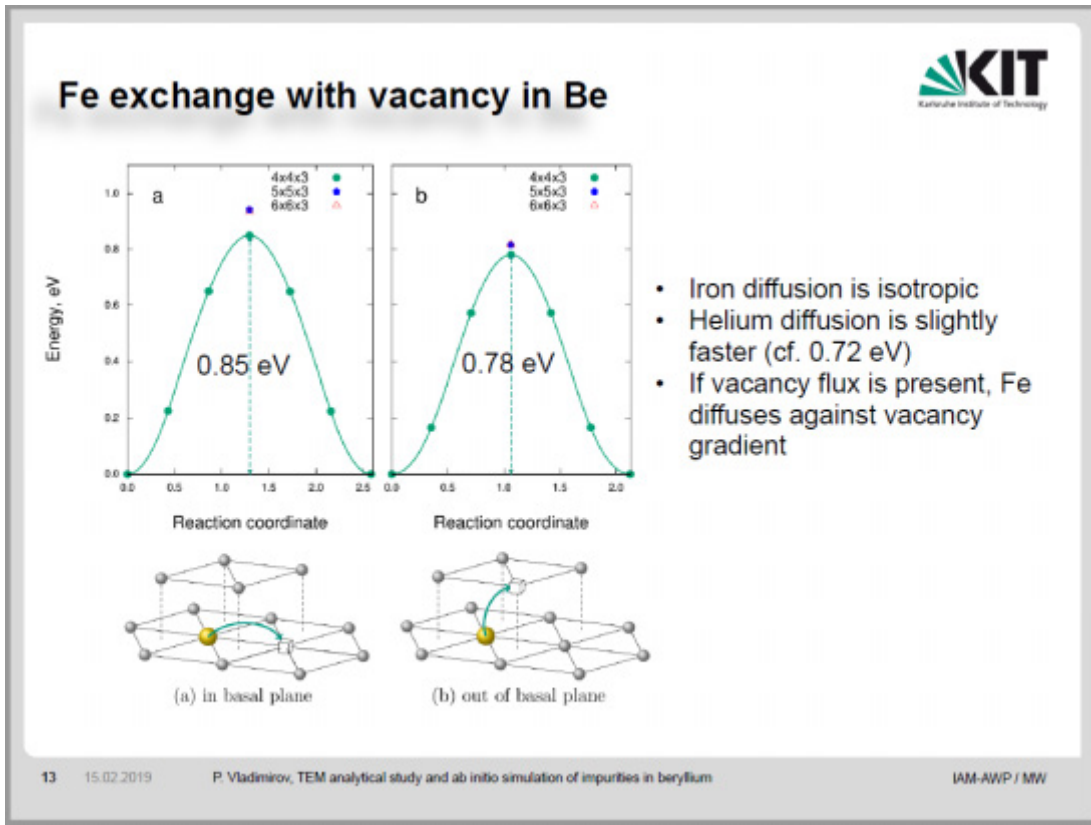 Fe exchange with vacancy in Be
KIT
Karlsruhe Institute of Technology
a
4x4x3
5x5x3
6x6x3
1.0
0.8
0.6
0.4
0.2
0.0
Energy, eV
0.85 eV
0.0 0.5 1.0 1.5 2.0 2.5
Reaction coordinate
b
4x4x3
5x5x3
6x6x3
0.78 eV
0.0 0.5 1.0 1.5 2.0
Reaction coordinate
• Iron diffusion is isotropic
• Helium diffusion is slightly
faster (cf. 0.72 eV)
• If vacancy flux is present, Fe
diffuses against vacancy
gradient
(a) in basal plane
(b) out of basal plane
13 15.02.2019 P. Vladimirov, TEM analytical study and ab initio simulation of impurities in beryllium IAM-AWP / MW